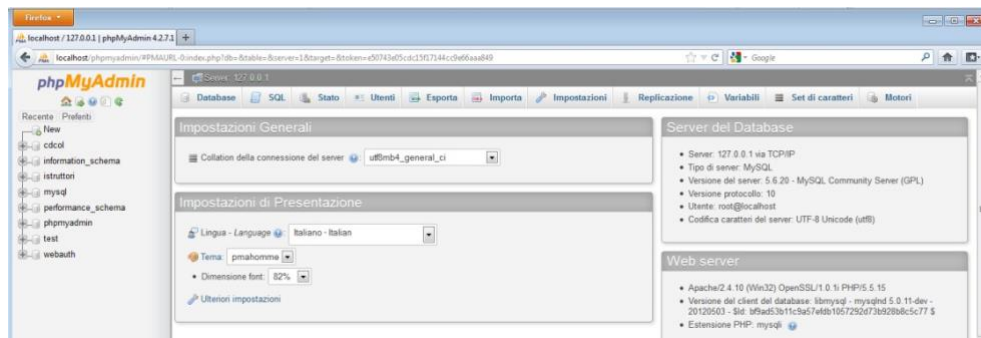 Firefox
localhost / 127.0.0.1 | phpMyAdmin 4.2.7.1
localhost/phpmyadmin/#PMAURL-0:index.php?db=&table=&server=1&target=&token=e50743e05cdc15f17144cc9e66aaa849
Google
phpMyAdmin
Recente Preferiti
New
cdcol
information_schema
istruttori
mysql
performance_schema
phpmyadmin
test
webauth
Server: 127.0.0.1
Database SQL Stato Utenti Esporta Importa Impostazioni Replicazione Variabili Set di caratteri Motori
Impostazioni Generali
Collation della connessione del server utf8mb4_general_ci
Impostazioni di Presentazione
Lingua - Language Italiano - Italian
Tema: pmahomme
• Dimensione font: 82%
Ulteriori impostazioni
Server del Database
• Server: 127.0.0.1 via TCP/IP
• Tipo di server: MySQL
• Versione del server: 5.6.20 - MySQL Community Server (GPL)
• Versione protocollo: 10
• Utente: root@localhost
• Codifica caratteri del server: UTF-8 Unicode (utf8)
Web server
• Apache/2.4.10 (Win32) OpenSSL/1.0.1i PHP/5.5.15
• Versione del client del database: libmysql - mysqlnd 5.0.11-dev -
20120503 - $Id: bf9ad53b11c9a57efdb1057292d73b928b8c5c77 $
• Estensione PHP: mysqli